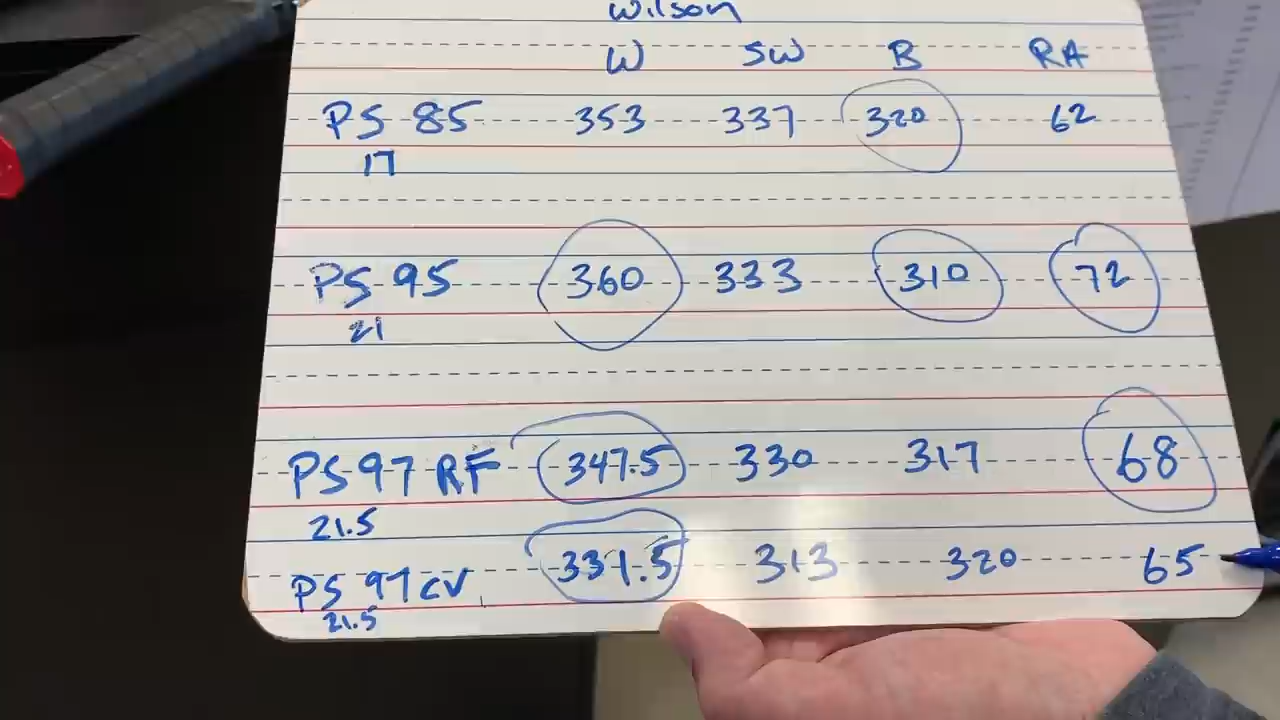 Wilson
W SW B RA
PS 85 353 337 320 62
17
PS 95 360 333 310 72
21
PS 97 RF 347.5 330 317 68
21.5
PS 97 CV 331.5 313 320 65
21.5